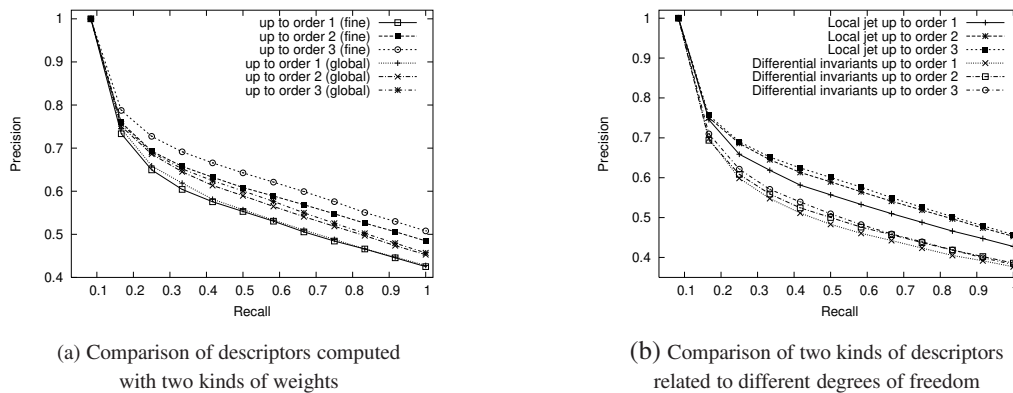 up to order 1 (fine)
up to order 2 (fine)
up to order 3 (fine)
up to order 1 (global)
up to order 2 (global)
up to order 3 (global)
1
0.9
0.8
0.7
0.6
0.5
0.4
Precision
0.1 0.2 0.3 0.4 0.5 0.6 0.7 0.8 0.9 1
Recall
(a) Comparison of descriptors computed
with two kinds of weights
Local jet up to order 1
Local jet up to order 2
Local jet up to order 3
Differential invariants up to order 1
Differential invariants up to order 2
Differential invariants up to order 3
1
0.9
0.8
0.7
0.6
0.5
0.4
Precision
0.1 0.2 0.3 0.4 0.5 0.6 0.7 0.8 0.9 1
Recall
(b) Comparison of two kinds of descriptors
related to different degrees of freedom